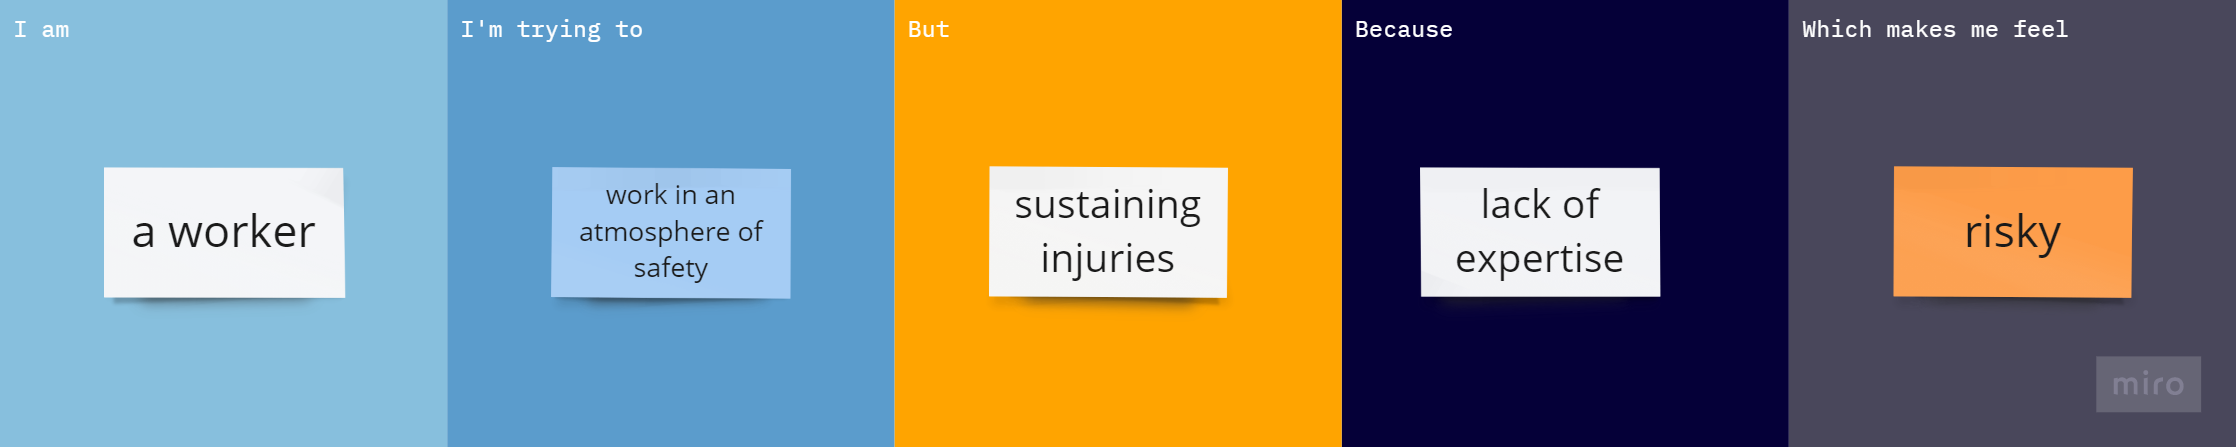 I am
a worker
I'm trying to
work in an
atmosphere of
safety
But
sustaining
injuries
Because
lack of
expertise
Which makes me feel
risky
miro